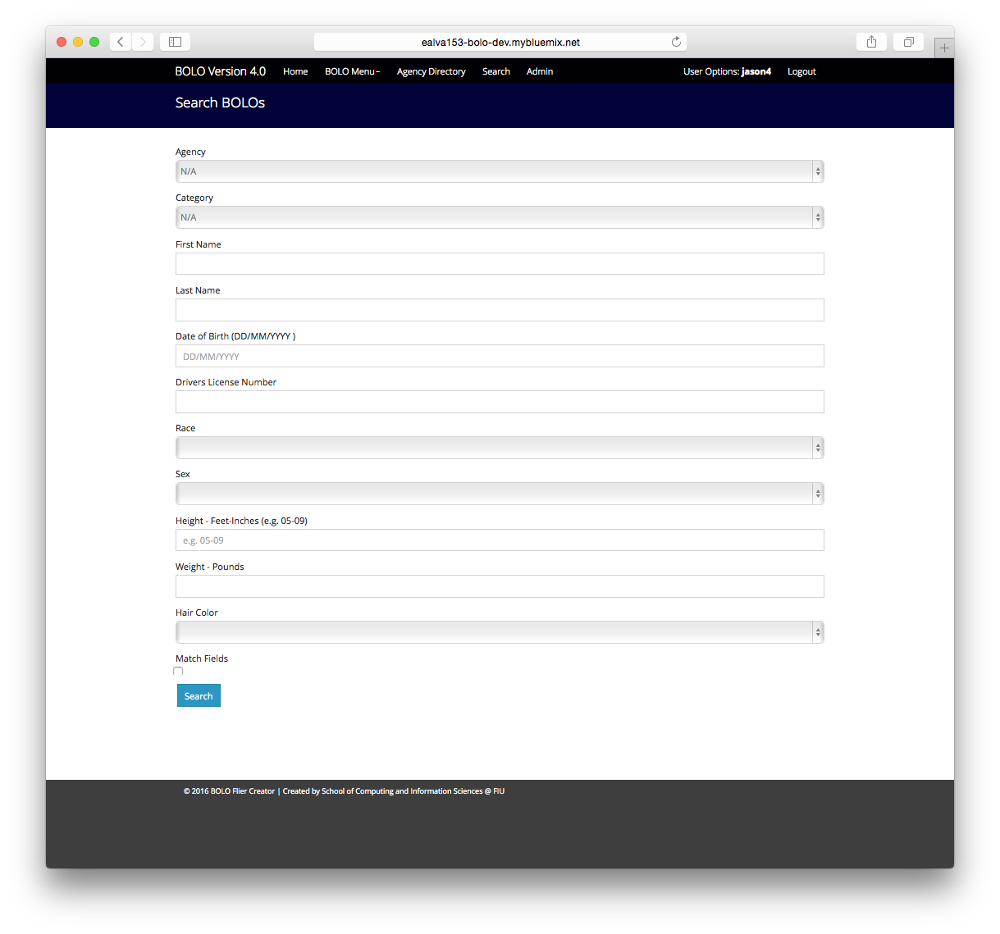 ealva153-bolo-dev.mybluemix.net
BOLO Version 4.0 Home BOLO Menu Agency Directory Search Admin User Options: jason4 Logout
Search BOLOs
Agency
N/A
Category
N/A
First Name
Last Name
Date of Birth (DD/MM/YYYY )
DD/MM/YYYY
Drivers License Number
Race
Sex
Height - Feet-Inches (e.g. 05-09)
e.g. 05-09
Weight - Pounds
Hair Color
Match Fields
Search
© 2016 BOLO Flier Creator | Created by School of Computing and Information Sciences @ FIU